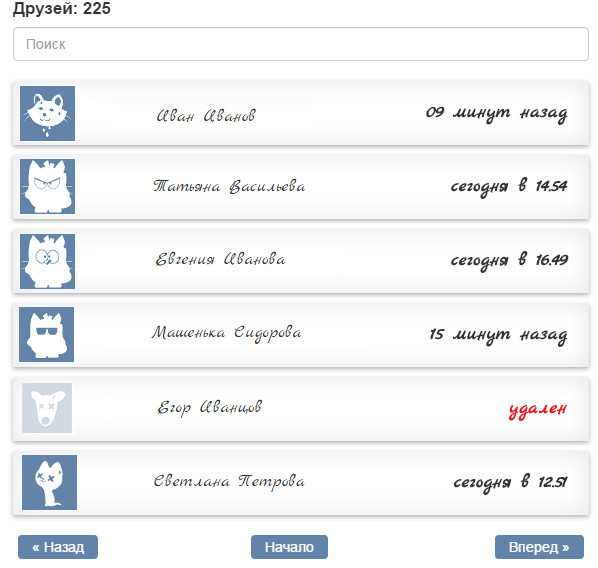 Друзей: 225
Поиск
Иван Иванов 09 минут назад
Татьяна Васильева сегодня в 14.54
Евгения Иванова сегодня в 16.49
Машенька Сидорова 15 минут назад
Егор Иванцов удален
Светлана Петрова сегодня в 12.51
« Назад Начало Вперед »